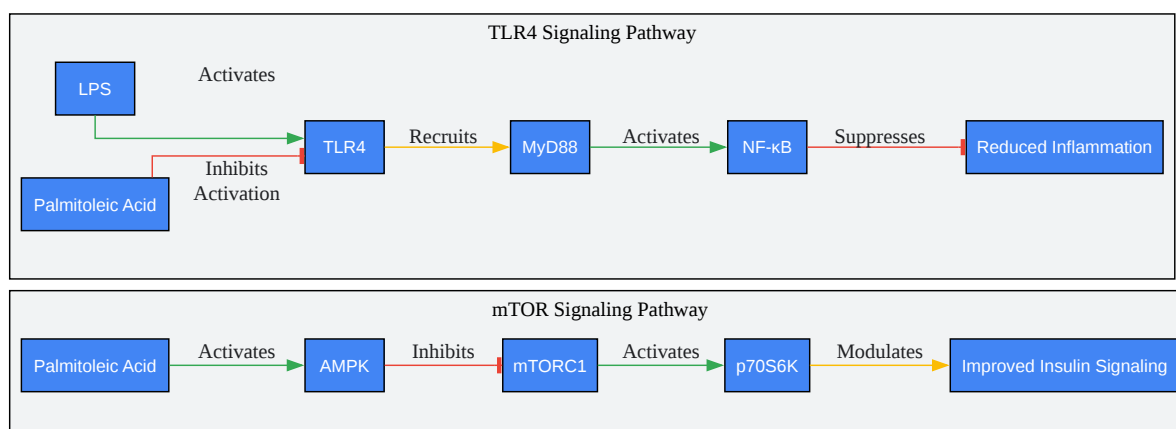 TLR4 Signaling Pathway
LPS
Activates
TLR4
Recruits
MyD88
Activates
NF-κB
Suppresses
Reduced Inflammation
Inhibits
Activation
Palmitoleic Acid
mTOR Signaling Pathway
Palmitoleic Acid
Activates
AMPK
Inhibits
mTORC1
Activates
p70S6K
Modulates
Improved Insulin Signaling